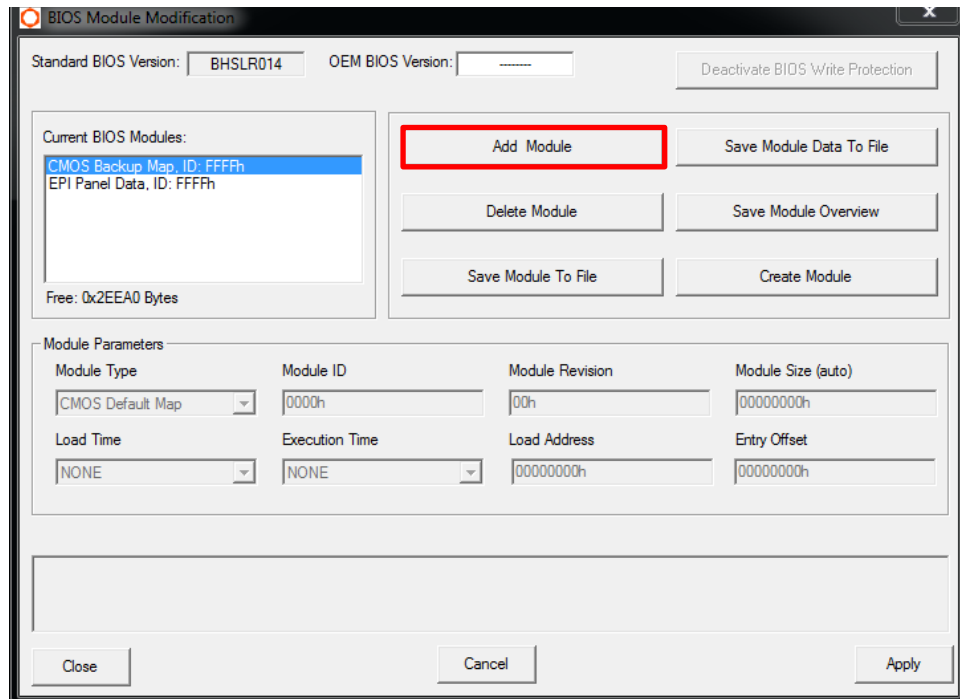 BIOS Module Modification
x
Standard BIOS Version: BHSLR014 OEM BIOS Version: -------- Deactivate BIOS Write Protection
Current BIOS Modules:
CMOS Backup Map, ID: FFFFh
EPI Panel Data, ID: FFFFh
Free: 0x2EEA0 Bytes
Add Module Save Module Data To File
Delete Module Save Module Overview
Save Module To File Create Module
Module Parameters
Module Type Module ID Module Revision Module Size (auto)
CMOS Default Map 0000h 00h 00000000h
Load Time Execution Time Load Address Entry Offset
NONE NONE 00000000h 00000000h
Close Cancel Apply